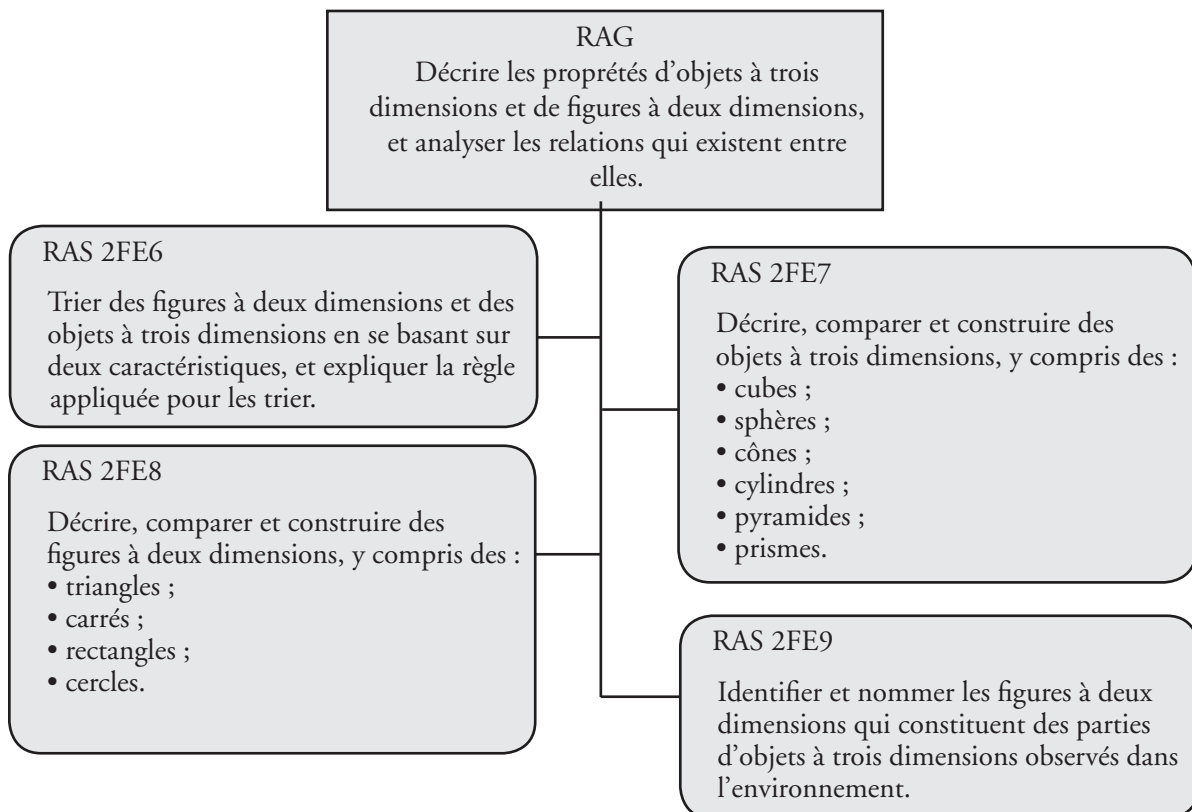 RAG
Décrire les proprétés d'objets à trois
dimensions et de figures à deux dimensions,
et analyser les relations qui existent entre
elles.
RAS 2FE6
Trier des figures à deux dimensions et des
objets à trois dimensions en se basant sur
deux caractéristiques, et expliquer la règle
appliquée pour les trier.
RAS 2FE7
Décrire, comparer et construire des
objets à trois dimensions, y compris des :
• cubes ;
• sphères ;
• cônes ;
• cylindres ;
• pyramides ;
• prismes.
RAS 2FE8
Décrire, comparer et construire des
figures à deux dimensions, y compris des :
• triangles ;
• carrés ;
• rectangles ;
• cercles.
RAS 2FE9
Identifier et nommer les figures à deux
dimensions qui constituent des parties
d'objets à trois dimensions observés dans
l'environnement.